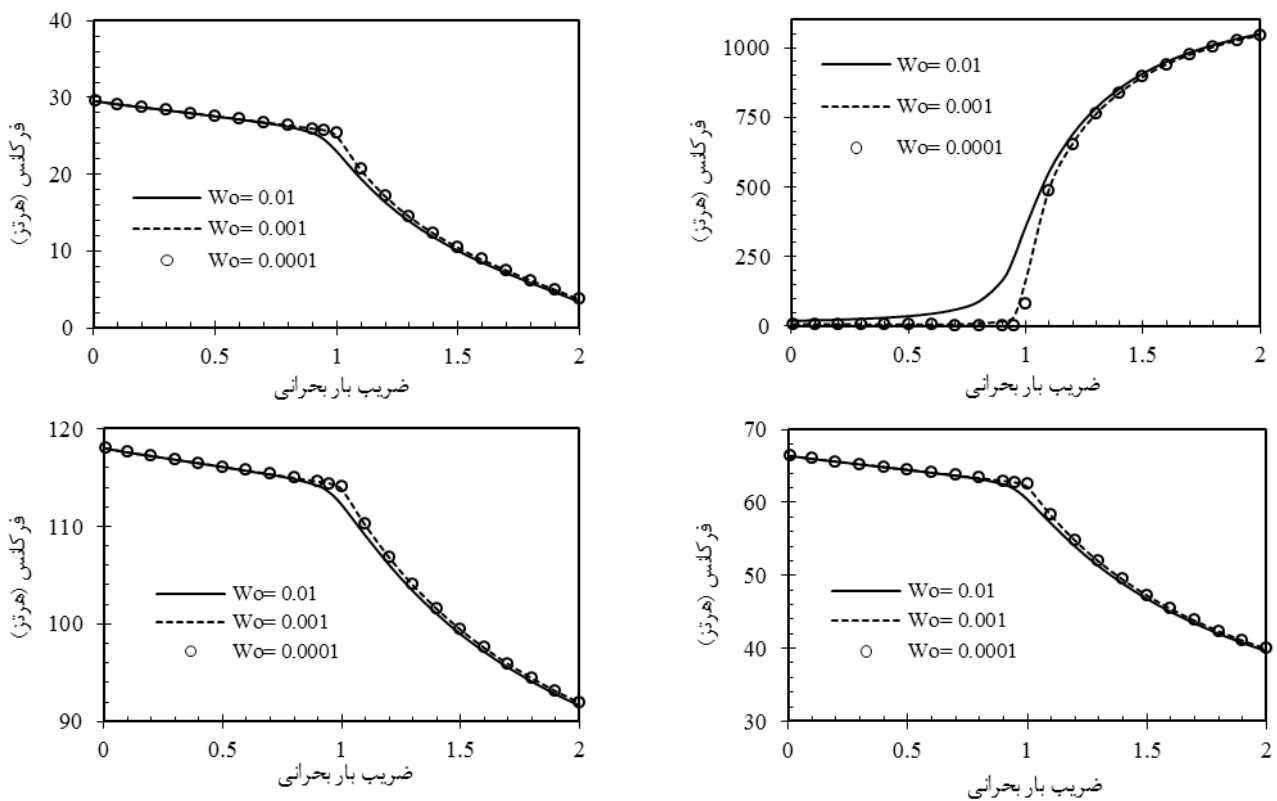 40
30
20
10
0
فرکانس (هرتز)
Wo= 0.01
Wo= 0.001
Wo= 0.0001
0 0.5 1 1.5 2
ضریب بار بحرانی
1000
750
500
250
0
فرکانس (هرتز)
Wo= 0.01
Wo= 0.001
Wo= 0.0001
0 0.5 1 1.5 2
ضریب بار بحرانی
120
110
100
90
فرکانس (هرتز)
Wo= 0.01
Wo= 0.001
Wo= 0.0001
0 0.5 1 1.5 2
ضریب بار بحرانی
70
60
50
40
30
فرکانس (هرتز)
Wo= 0.01
Wo= 0.001
Wo= 0.0001
0 0.5 1 1.5 2
ضریب بار بحرانی